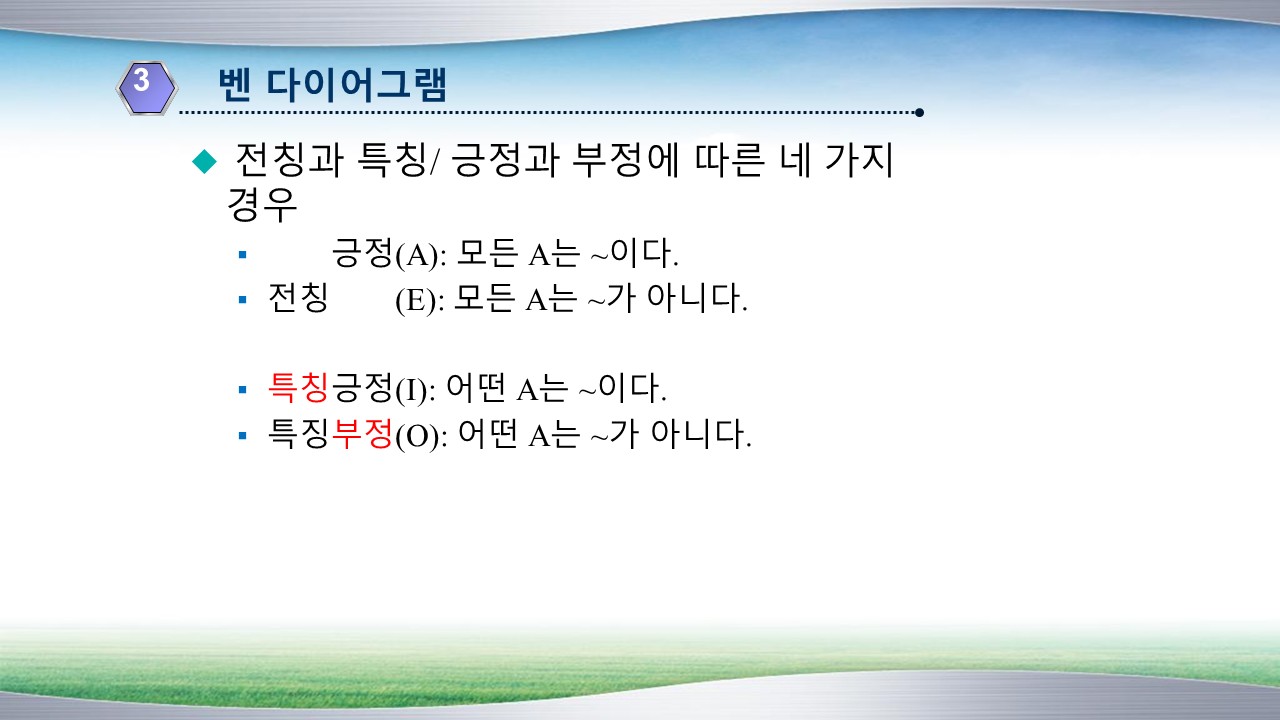 3
벤 다이어그램
전칭과 특칭/ 긍정과 부정에 따른 네 가지
경우
긍정(A): 모든 A는 ~이다.
전칭 (E): 모든 A는 ~가 아니다.
특칭긍정(I): 어떤 A는 ~이다.
특징부정(O): 어떤 A는 ~가 아니다.